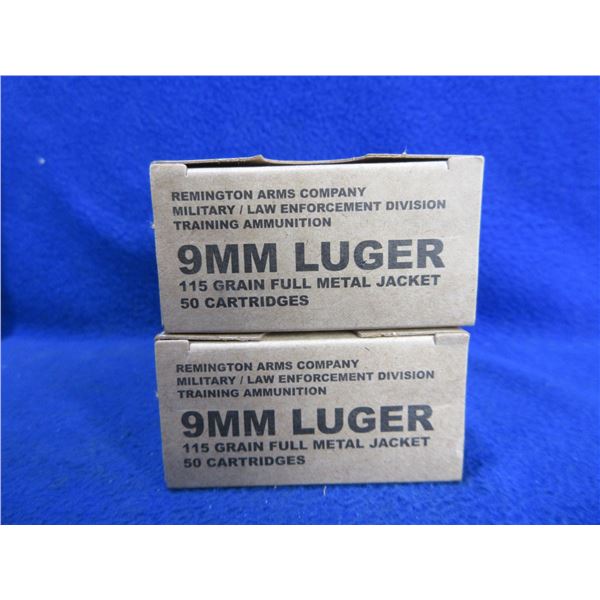 REMINGTON ARMS COMPANY
MILITARY / LAW ENFORCEMENT DIVISION
TRAINING AMMUNITION
9MM LUGER
115 GRAIN FULL METAL JACKET
50 CARTRIDGES
REMINGTON ARMS COMPANY
MILITARY / LAW ENFORCEMENT DIVISION
TRAINING AMMUNITION
9MM LUGER
115 GRAIN FULL METAL JACKET
50 CARTRIDGES